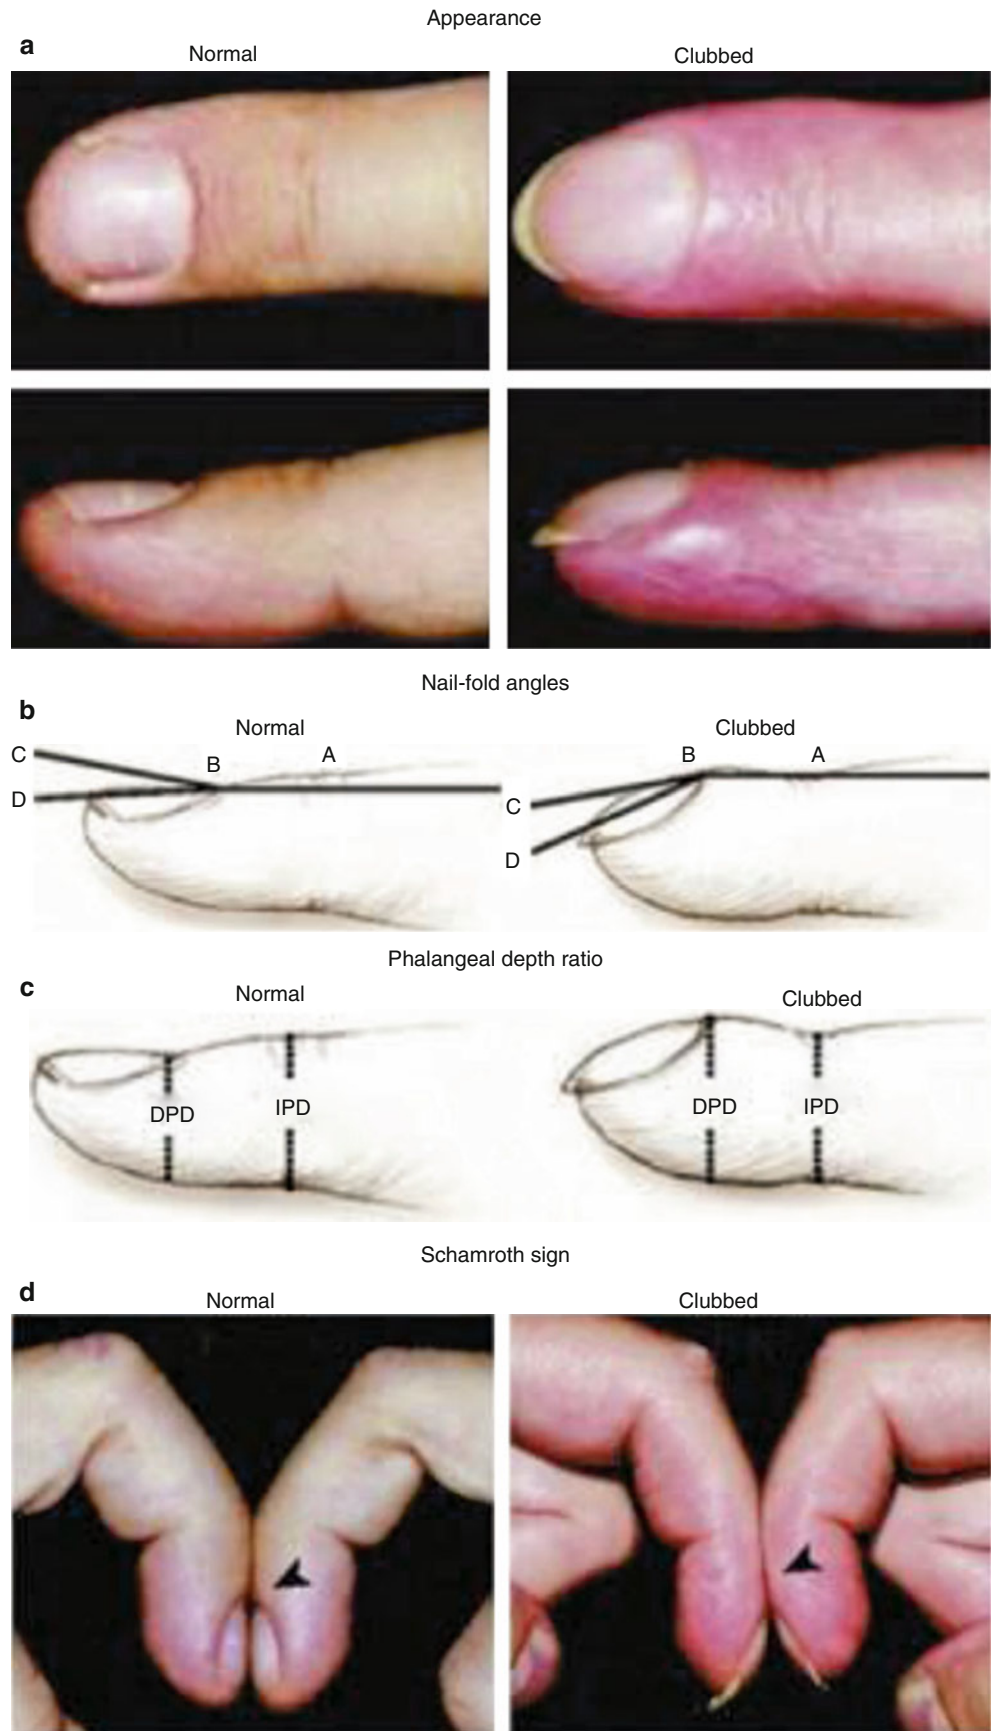 Appearance
a
Normal Clubbed
Nail-fold angles
b
Normal Clubbed
C B A B A
D C
D
Phalangeal depth ratio
c
Normal Clubbed
DPD IPD DPD IPD
Schamroth sign
d
Normal Clubbed